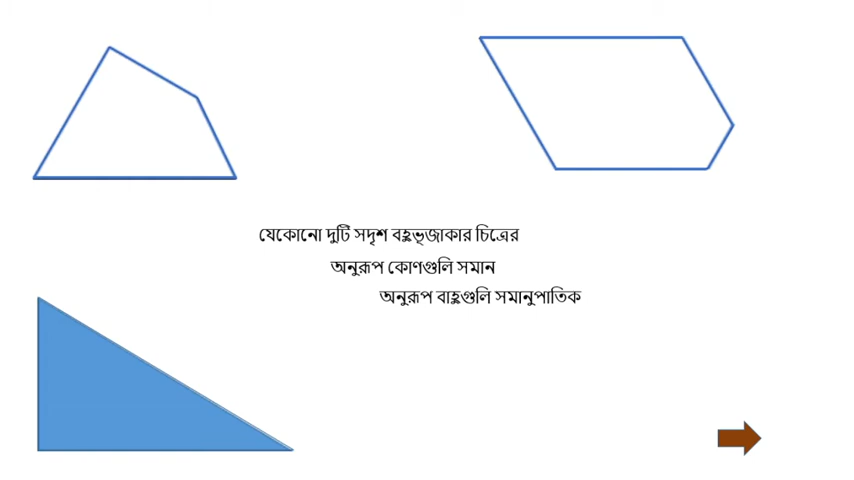 যেকোনো দুটি সদৃশ বহুভূজাকার চিত্রের
অনুরূপ কোণগুলি সমান
অনুরূপ বাহুগুলি সমানুপাতিক